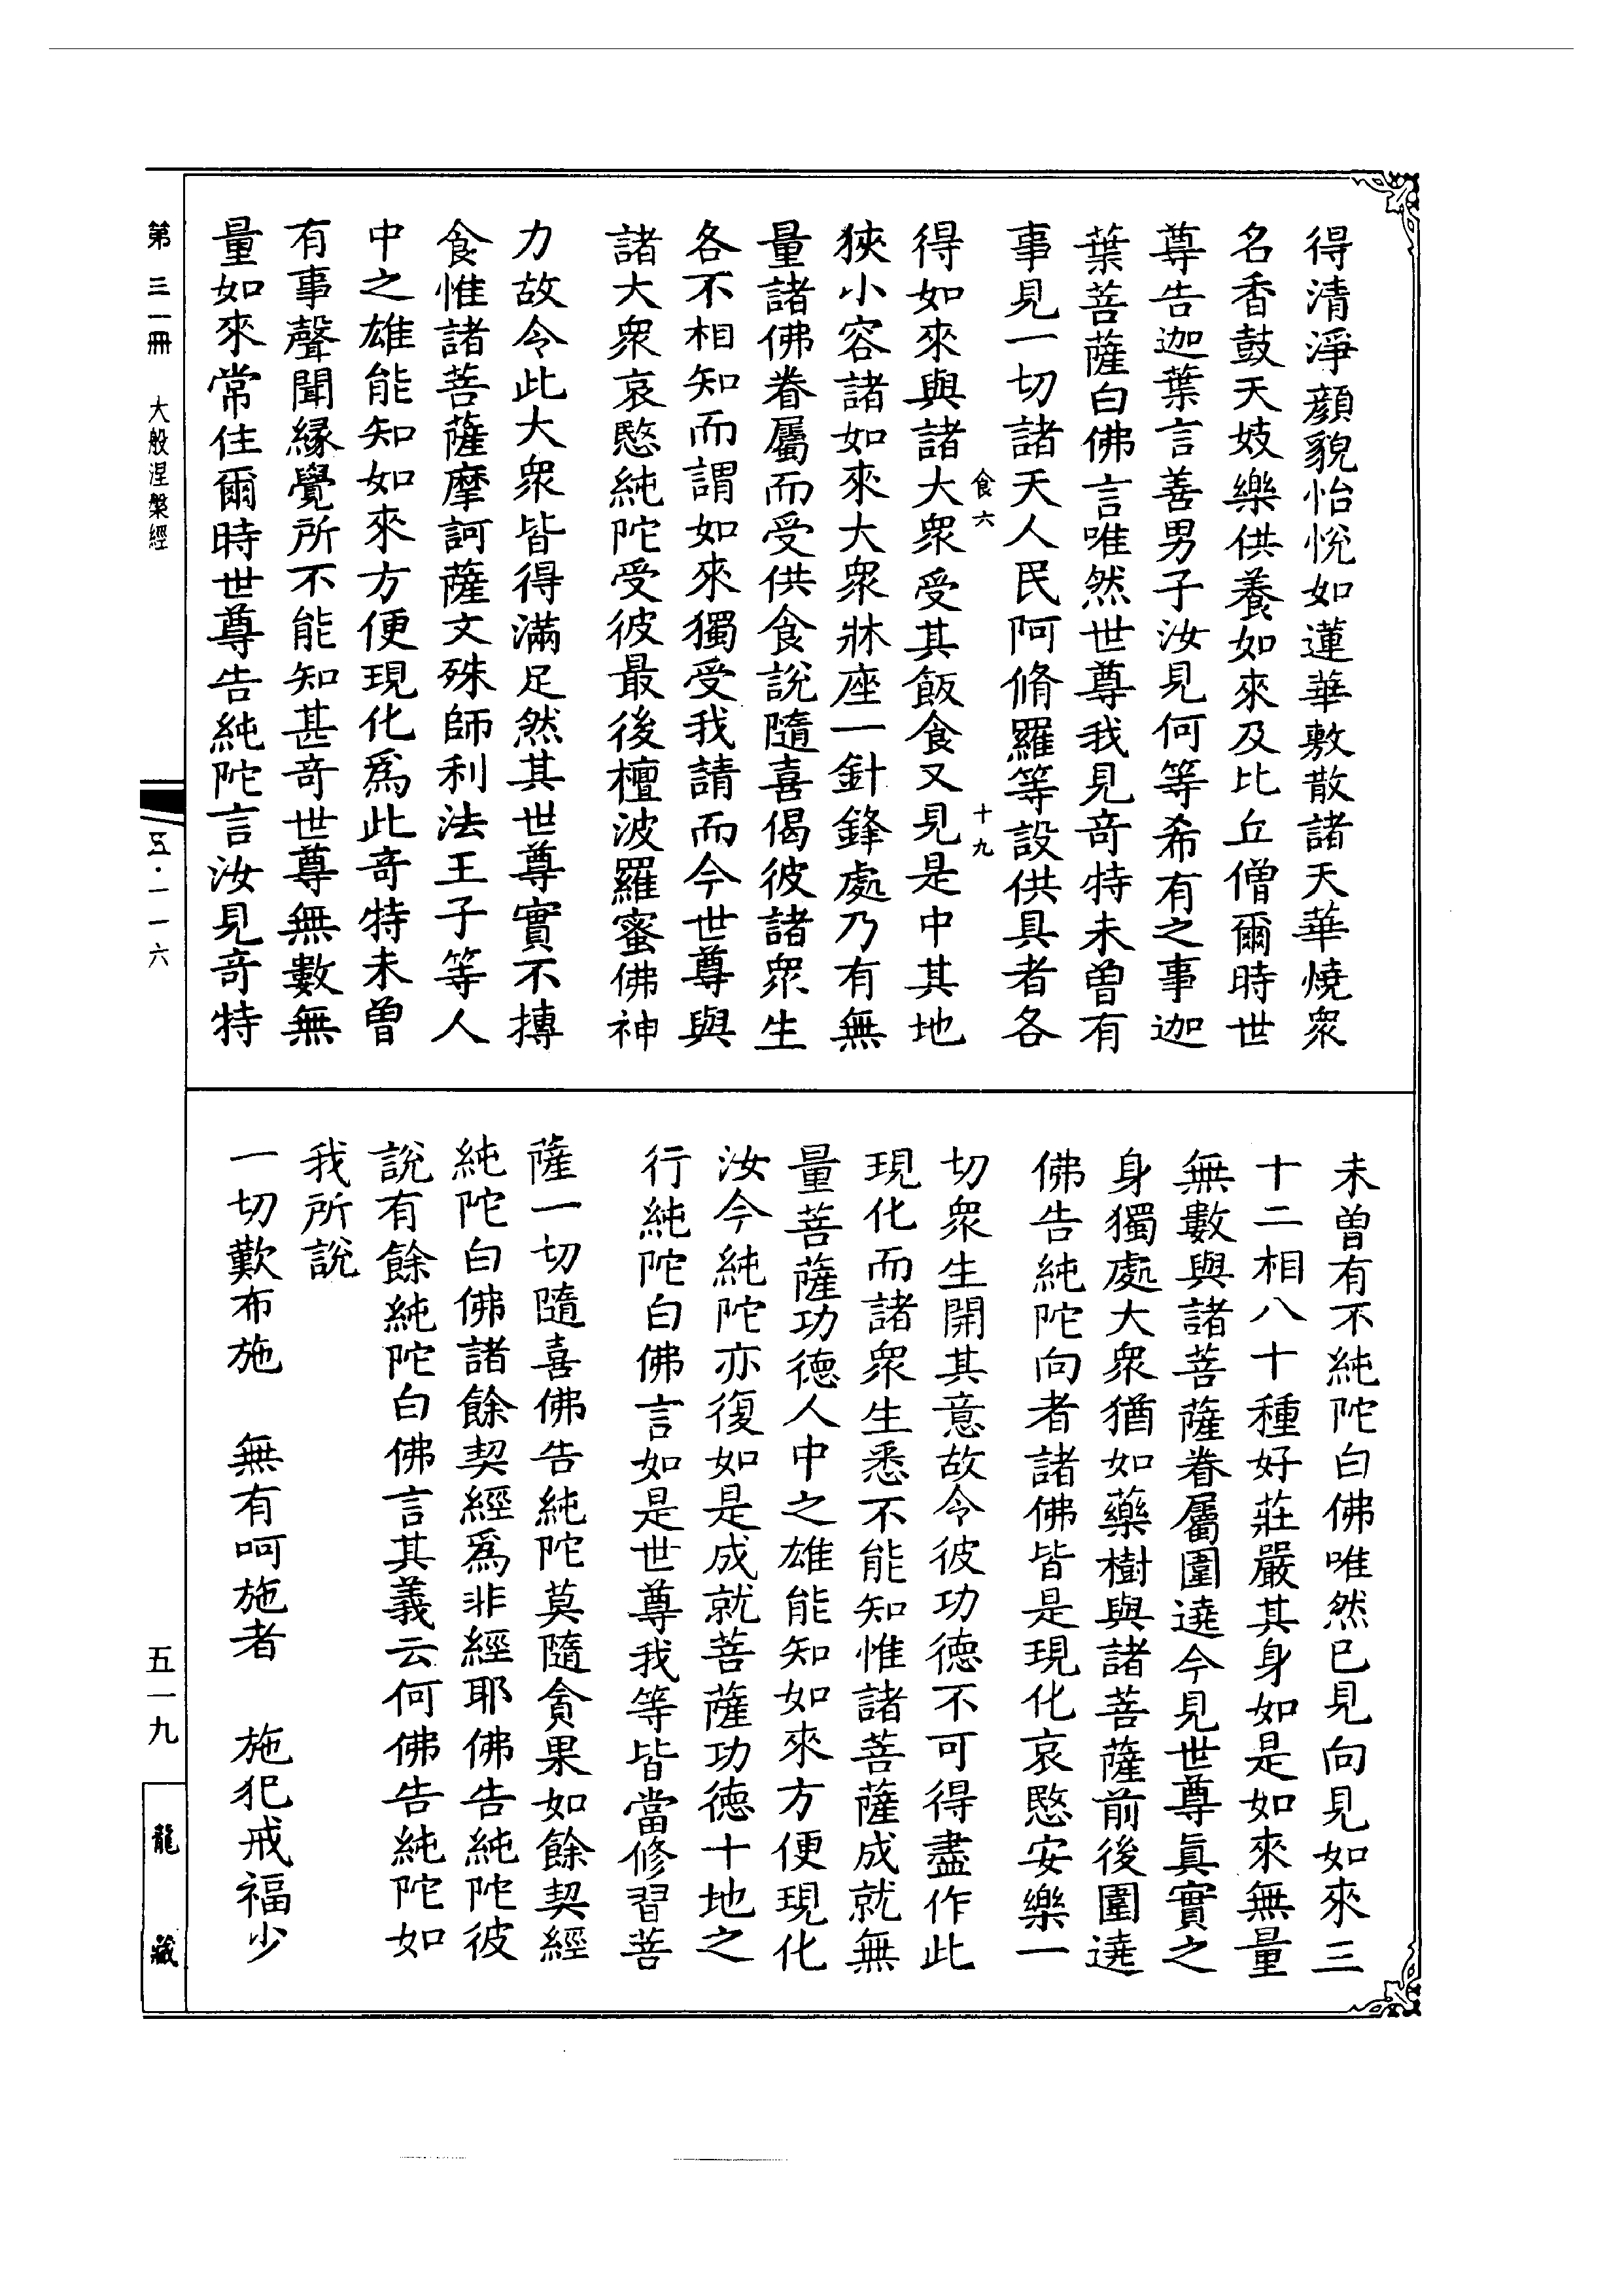 得清淨顏貌怡悅如蓮華敷散諸天華燒衆
名香鼓天妓樂供養如來及比丘僧爾時世
尊告迦葉言善男子汝見何等希有之事迦
葉菩薩白佛言唯然世尊我見奇特未曾有
事見一切諸天人民阿脩羅等設供具者各
食六　十九
得如來與諸大衆受其飯食又見是中其地
狹小容諸如來大衆牀座一針鋒處乃有無
量諸佛眷屬而受供食說隨喜偈彼諸衆生
各不相知而謂如來獨受我請而今世尊與
諸大衆哀愍純陀受彼最後檀波羅蜜佛神
力故令此大衆皆得滿足然其世尊實不摶
食惟諸菩薩摩訶薩文殊師利法王子等人
中之雄能知如來方便現化爲此奇特未曾
有事聲聞緣覺所不能知甚奇世尊無數無
量如來常住爾時世尊告純陀言汝見奇特
未曾有不純陀白佛唯然已見向見如來三
十二相八十種好莊嚴其身如是如來無量
無數與諸菩薩眷屬圍遶今見世尊眞實之
身獨處大衆猶如藥樹與諸菩薩前後圍遶
佛告純陀向者諸佛皆是現化哀愍安樂一
切衆生開其意故令彼功德不可得盡作此
現化而諸衆生悉不能知惟諸菩薩成就無
量菩薩功德人中之雄能知如來方便現化
汝今純陀亦復如是成就菩薩功德十地之
行純陀白佛言如是世尊我等皆當修習菩
薩一切隨喜佛告純陀莫隨貪果如餘契經
純陀白佛諸餘契經爲非經耶佛告純陀彼
說有餘純陀白佛言其義云何佛告純陀如
我所說
一切歎布施　無有呵施者　施犯戒福少
第三一冊　大般涅槃經
五·一一六
五一九
龍藏